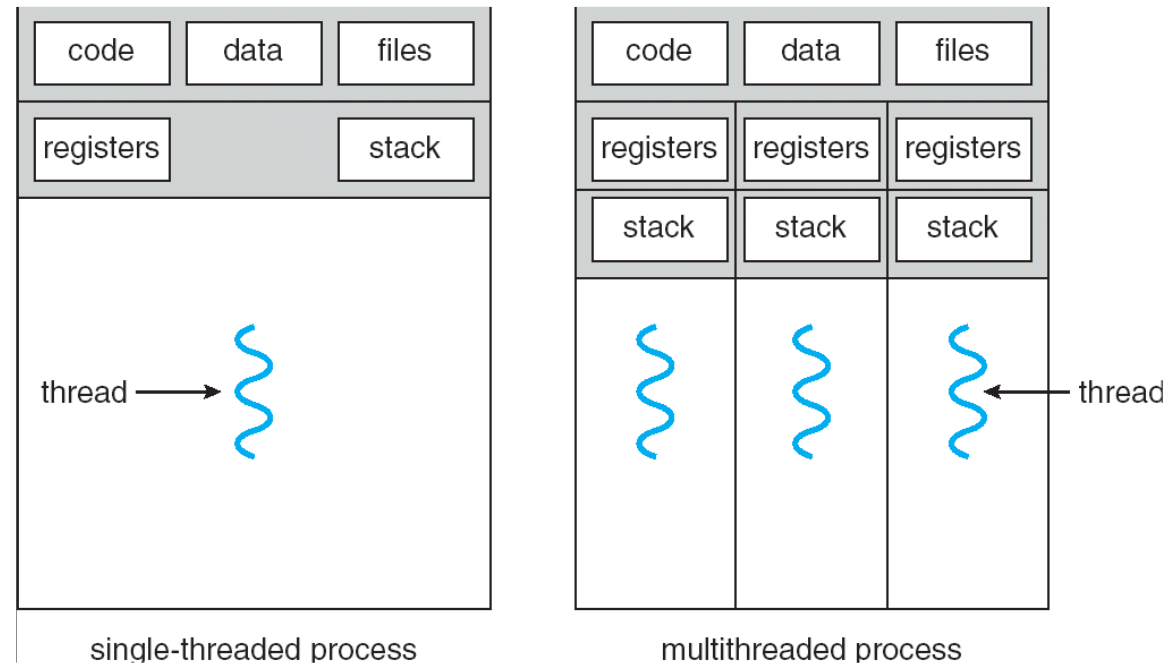 code data files
registers stack
thread
single-threaded process
code data files
registers registers registers
stack stack stack
thread
multithreaded process